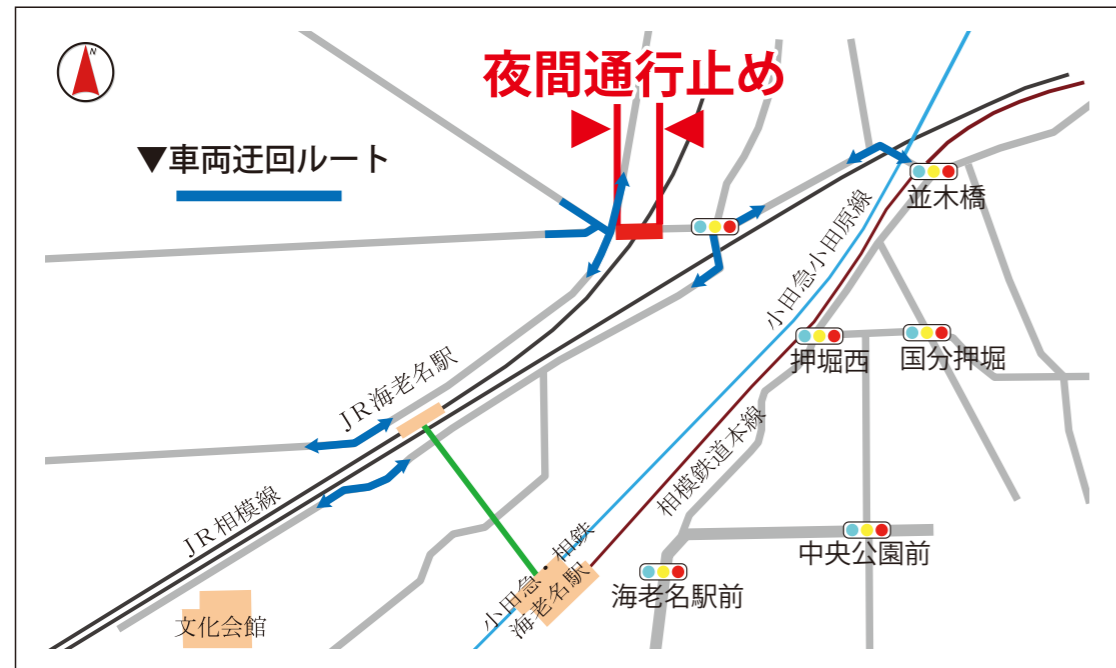 N
夜間通行止め
▼車両迂回ルート
並木橋
小田急小田原線
押堀西
国分押堀
JR海老名駅
相模鉄道本線
JR相模線
小田急・相鉄
海老名駅
中央公園前
海老名駅前
文化会館